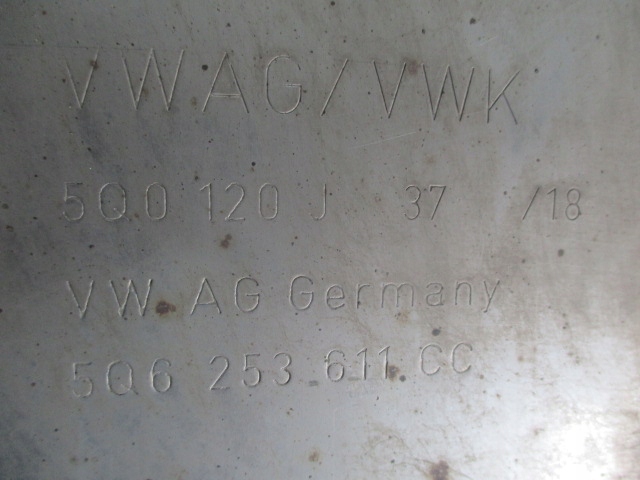 VWAG/VWK
5Q0 120 J 37 /18
VW AG Germany
5Q6 253 611 CC